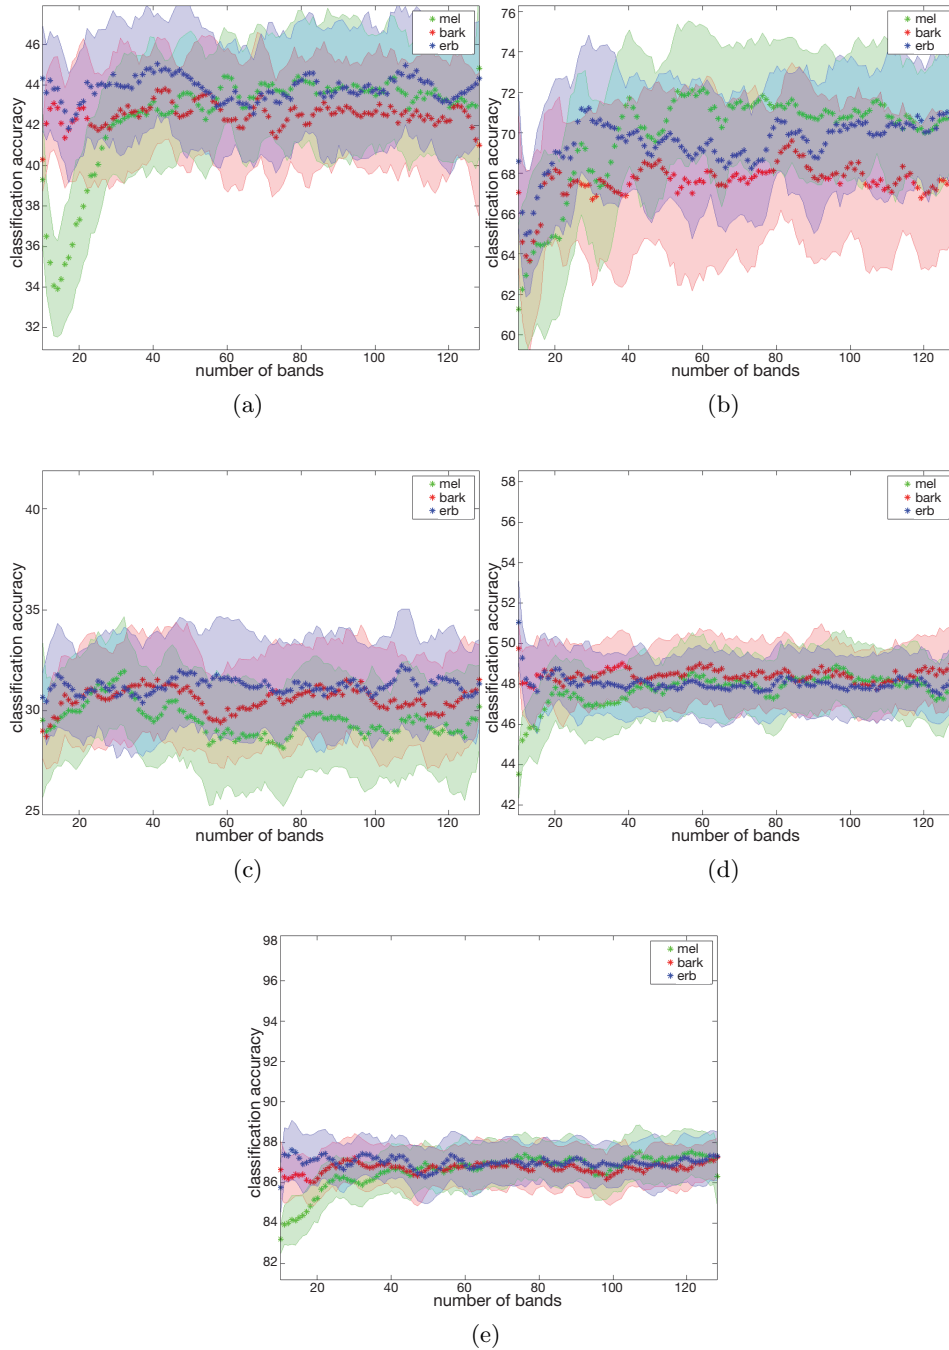 46
44
42
40
38
36
34
32
classification accuracy
mel
bark
erb
20
40
60
80
100
120
number of bands
(a)
76
74
72
70
68
66
64
62
60
classification accuracy
mel
bark
erb
20
40
60
80
100
120
number of bands
(b)
40
35
30
25
classification accuracy
mel
bark
erb
20
40
60
80
100
120
number of bands
(c)
58
56
54
52
50
48
46
44
42
classification accuracy
mel
bark
erb
20
40
60
80
100
120
number of bands
(d)
98
96
94
92
90
88
86
84
82
classification accuracy
mel
bark
erb
20
40
60
80
100
120
number of bands
(e)